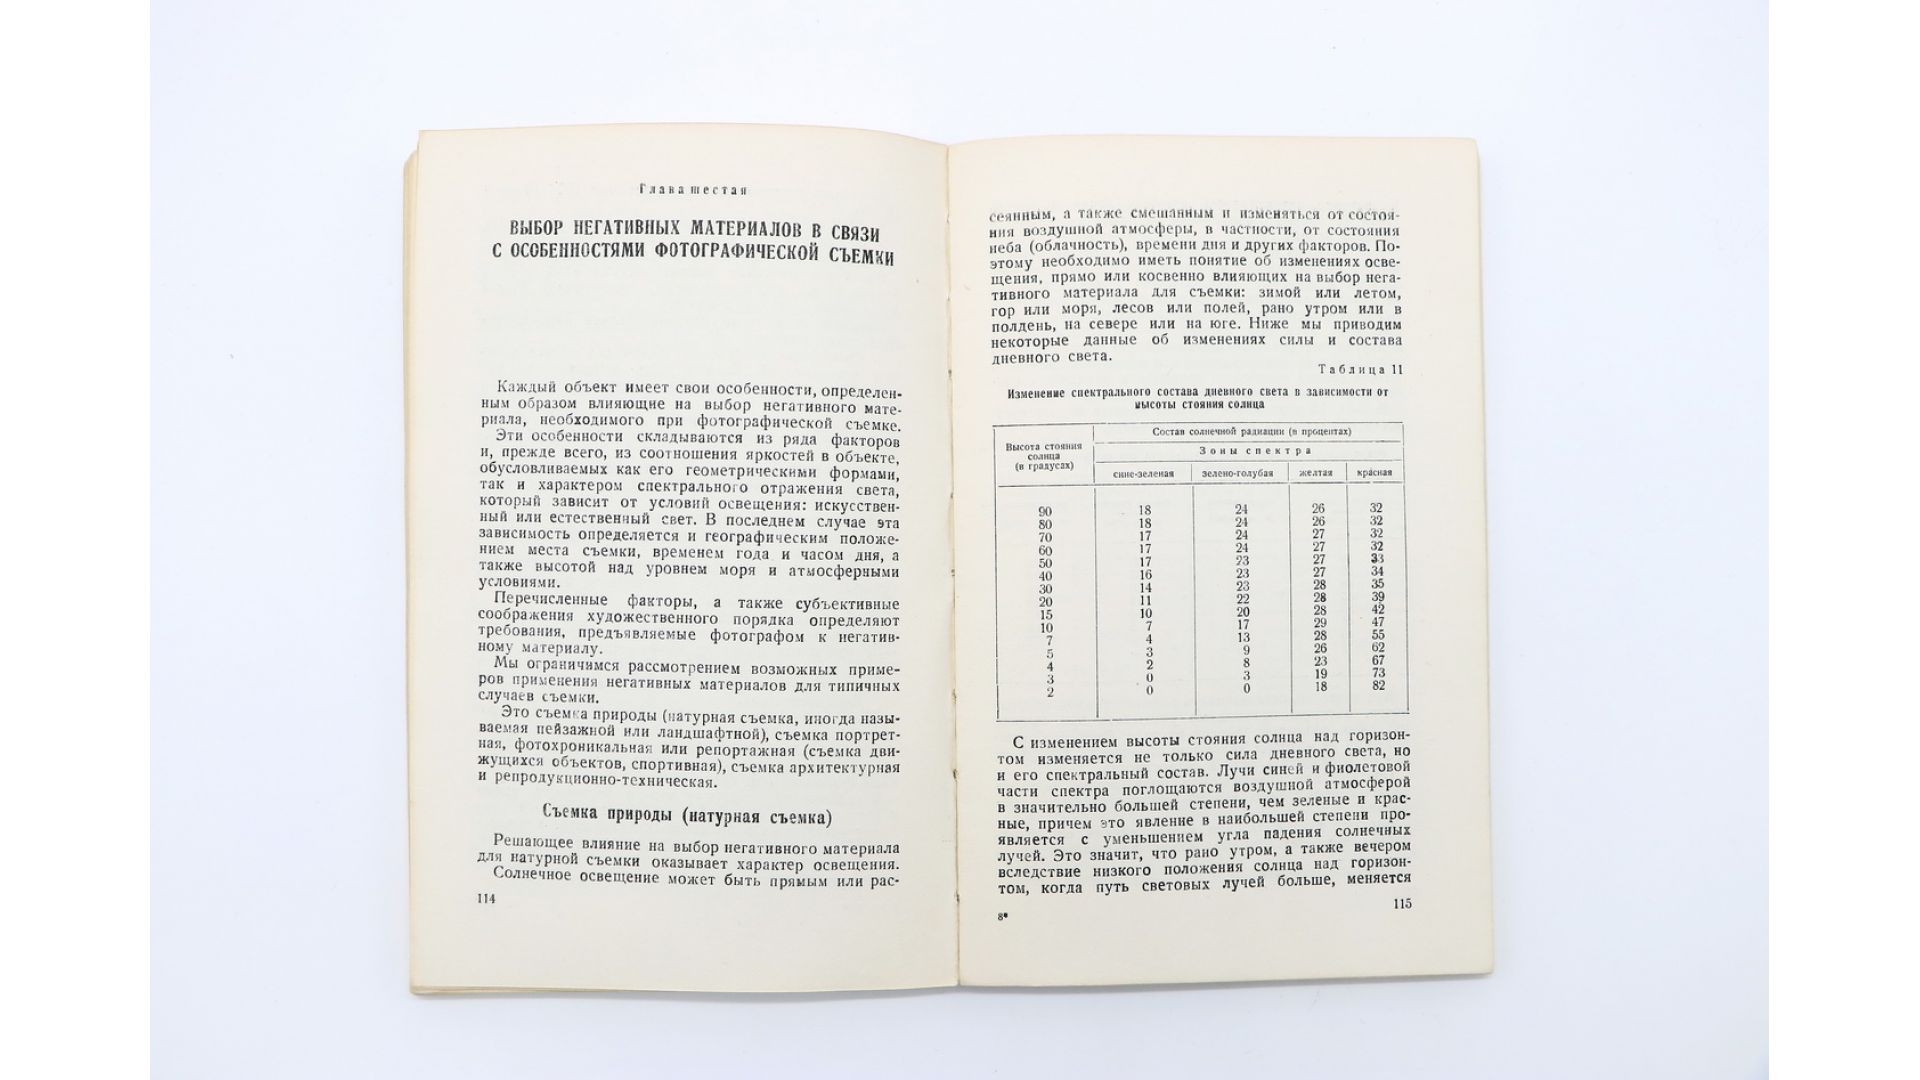 Глава шестая
ВЫБОР НЕГАТИВНЫХ МАТЕРИАЛОВ В СВЯЗИ
С ОСОБЕННОСТЯМИ ФОТОГРАФИЧЕСКОЙ СЪЕМКИ
Каждый объект имеет свои особенности, определен-
ным образом влияющие на выбор негативного мате-
риала, необходимого при фотографической съемке.
Эти особенности складываются из ряда факторов
и, прежде всего, из соотношения яркостей в объекте,
обусловливаемых как его геометрическими формами,
так и характером спектрального отражения света,
который зависит от условий освещения: искусствен-
ный или естественный свет. В последнем случае эта
зависимость определяется и географическим положе-
нием места съемки, временем года и часом дня, а
также высотой над уровнем моря и атмосферными
условиями.
Перечисленные факторы, а также субъективные
соображения художественного порядка определяют
требования, предъявляемые фотографом к негатив-
ному материалу.
Мы ограничимся рассмотрением возможных приме-
ров применения негативных материалов для типичных
случаев съемки.
Это съемка природы (натурная съемка, иногда назы-
ваемая пейзажной или ландшафтной), съемка портрет-
ная, фотохроникальная или репортажная (съемка дви-
жущихся объектов, спортивная), съемка архитектурная
и репродукционно-техническая.
Съемка природы (натурная съемка)
Решающее влияние на выбор негативного материала
для натурной съемки оказывает характер освещения.
Солнечное освещение может быть прямым или рас-
114
сеянным, а также смешанным и изменяться от состоя-
ния воздушной атмосферы, в частности, от состояния
неба (облачность), времени дня и других факторов. По-
этому необходимо иметь понятие об изменениях осве-
щения, прямо или косвенно влияющих на выбор нега-
тивного материала для съемки: зимой или летом,
гор или моря, лесов или полей, рано утром или в
полдень, на севере или на юге. Ниже мы приводим
некоторые данные об изменениях силы и состава
дневного света.
Таблица 11
Изменение спектрального состава дневного света в зависимости от
высоты стояния солнца
Высота стояния солнца (в градусах)
Состав солнечной радиации (в процентах)
Зоны спектра
сине-зеленая зелено-голубая желтая красная
90 18 24 26 32
80 18 24 26 32
70 17 24 27 32
60 17 24 27 32
50 17 23 27 33
40 16 23 27 34
30 14 23 28 35
20 11 22 28 39
15 10 20 28 42
10 7 17 29 47
7 4 13 28 55
5 3 9 26 62
4 2 8 23 67
3 0 3 19 73
2 0 0 18 82
С изменением высоты стояния солнца над горизон-
том изменяется не только сила дневного света, но
и его спектральный состав. Лучи синей и фиолетовой
части спектра поглощаются воздушной атмосферой
в значительно большей степени, чем зеленые и крас-
ные, причем это явление в наибольшей степени про-
является с уменьшением угла падения солнечных
лучей. Это значит, что рано утром, а также вечером
вследствие низкого положения солнца над горизон-
том, когда путь световых лучей больше, меняется
8*
115